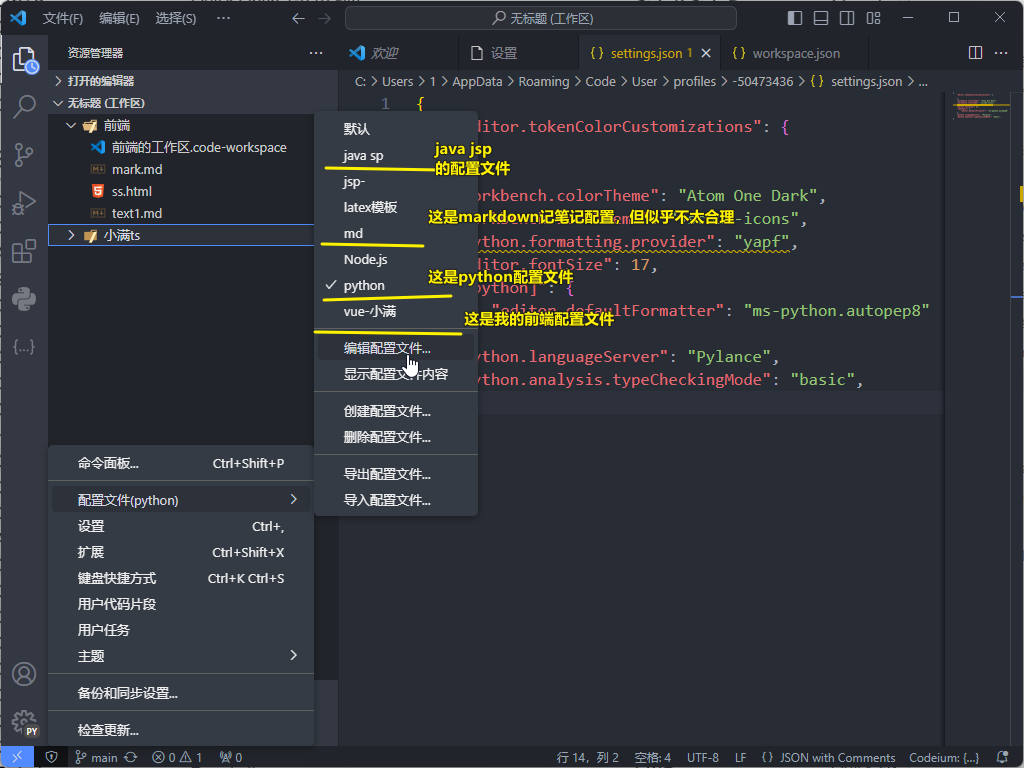 文件(F) 编辑(E) 选择(S) ··· 无标题 (工作区)
资源管理器 ···
打开的编辑器
无标题 (工作区)
前端
前端的工作区.code-workspace
mark.md
ss.html
text1.md
小满ts
欢迎 设置 {} settings.json 1 {} workspace.json ···
C: > Users > 1 > AppData > Roaming > Code > User > profiles > -50473436 > {} settings.json > ...
1 {
ditor.tokenColorCustomizations": {
rkbench.colorTheme": "Atom One Dark",
-icons",
ython.formatting.provider": "yapf",
ditor.fontSize": 17,
python]": {
"editor.defaultFormatter": "ms-python.autopep8"
ython.languageServer": "Pylance",
ython.analysis.typeCheckingMode": "basic",
默认
java sp
jsp-
latex模板
md
Node.js
python
vue-小满
编辑配置文件...
显示配置文件内容
创建配置文件...
删除配置文件...
导出配置文件...
导入配置文件...
java jsp
的配置文件
这是markdown记笔记配置，但似乎不太合理
这是python配置文件
这是我的前端配置文件
命令面板... Ctrl+Shift+P
配置文件(python)
设置 Ctrl+,
扩展 Ctrl+Shift+X
键盘快捷方式 Ctrl+K Ctrl+S
用户代码片段
用户任务
主题
备份和同步设置...
检查更新...
PY
main 0 1 0 行 14，列 2 空格: 4 UTF-8 LF {} JSON with Comments Codeium: {...}